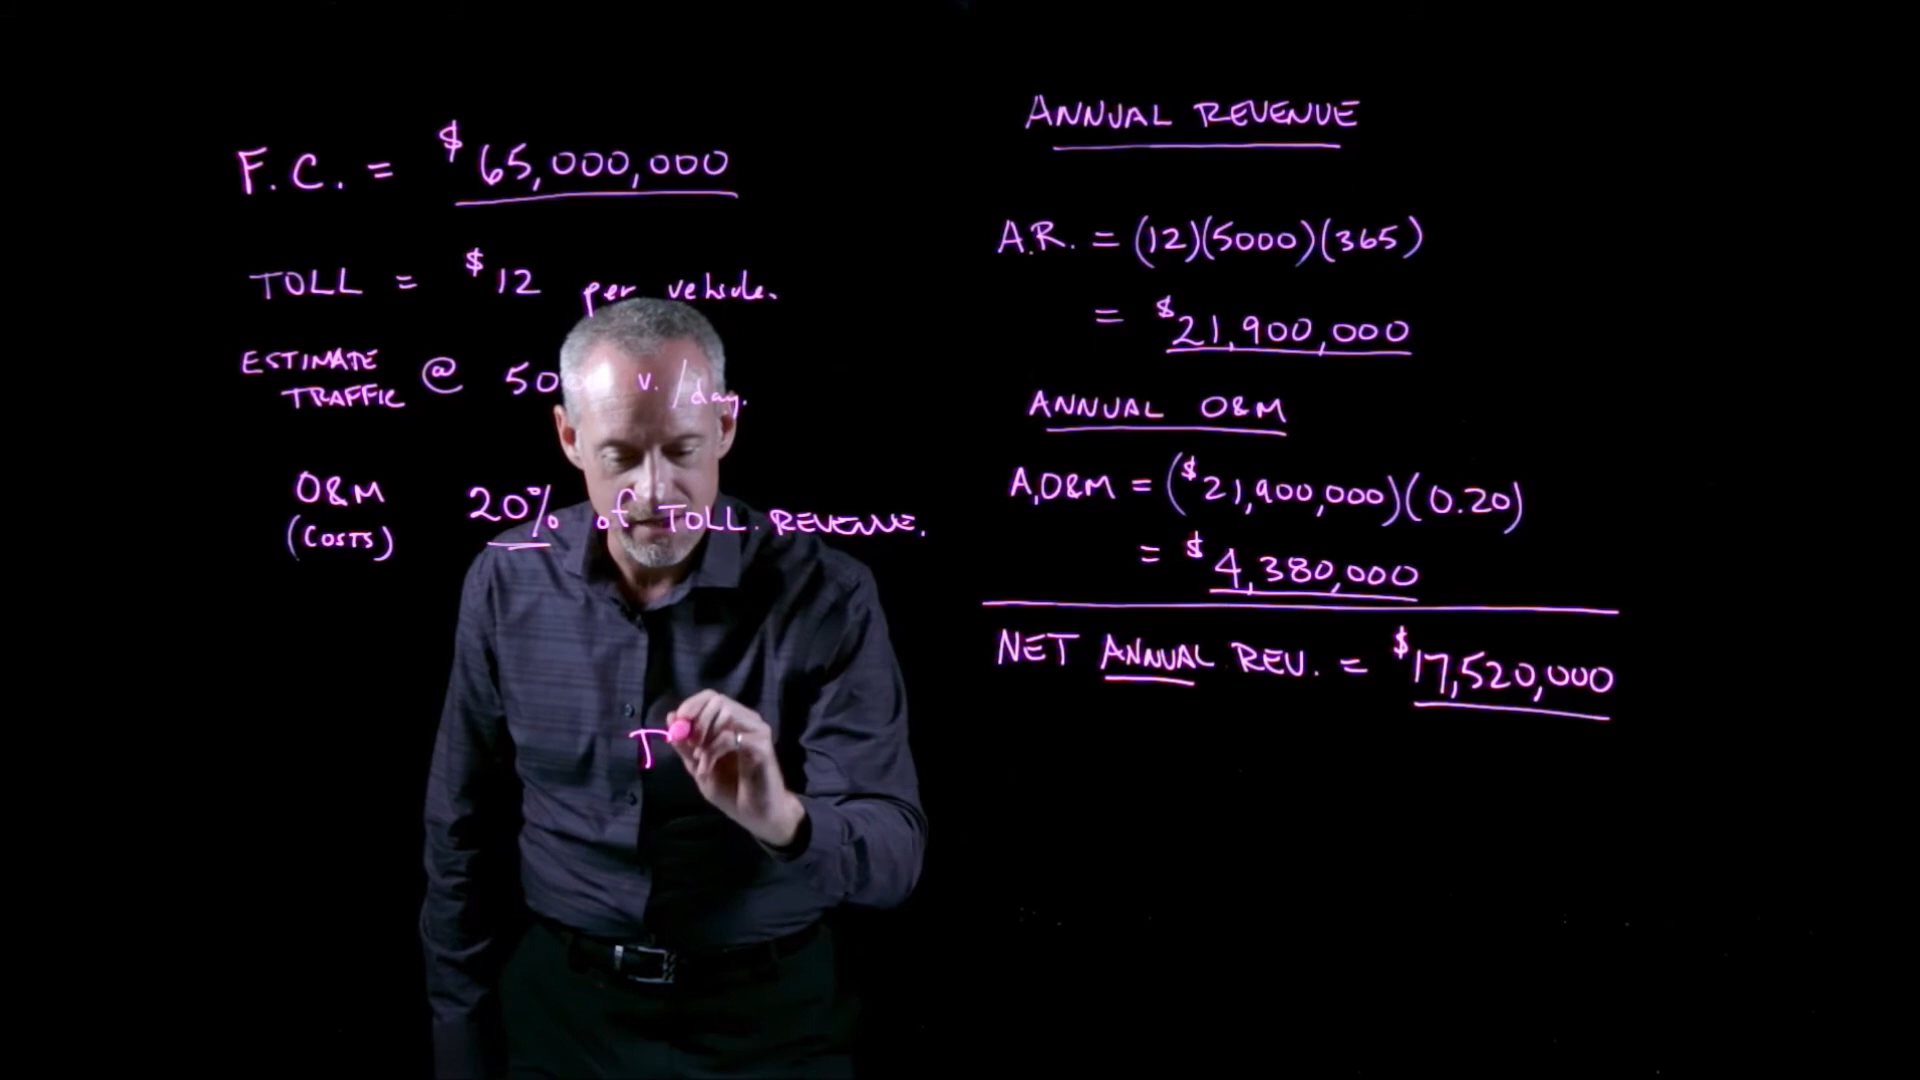 F.C. = $65,000,000
TOLL = $12 per vehicle.
ESTIMATE
TRAFFIC @ 5000 v./day.
O&M 20% of TOLL REVENUE.
(COSTS)
T
ANNUAL REVENUE
A.R. = (12)(5000)(365)
= $21,900,000
ANNUAL O&M
A,O&M = ($21,900,000)(0.20)
= $4,380,000
NET ANNUAL REV. = $17,520,000